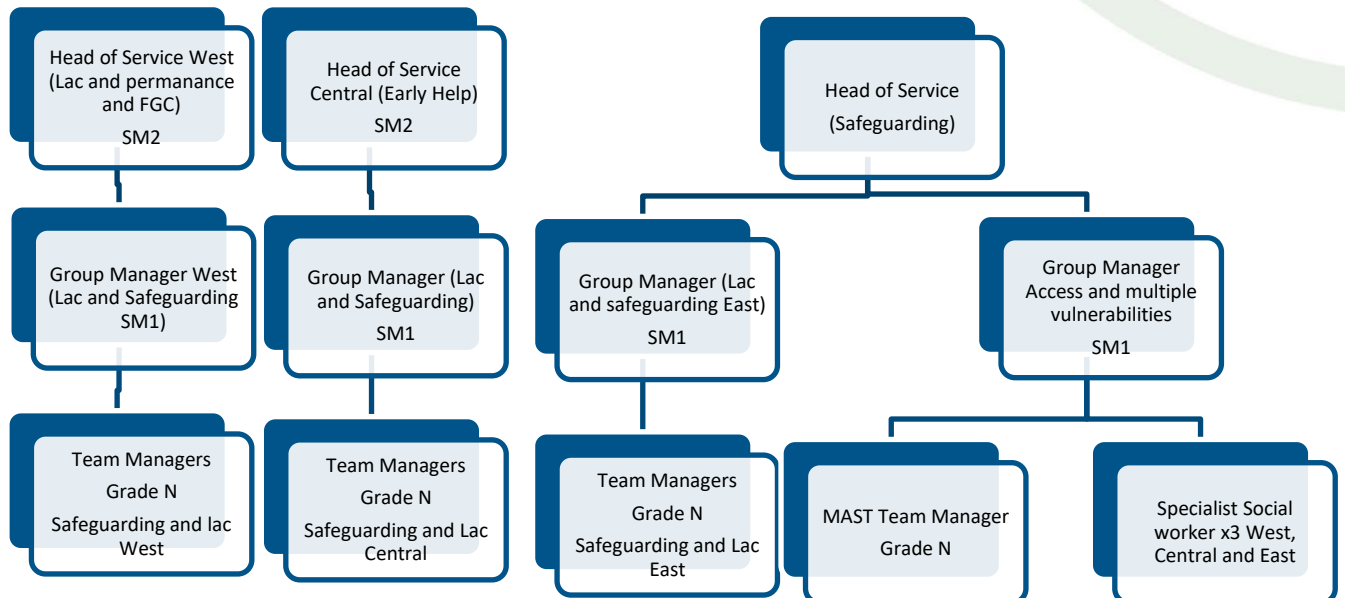 Head of Service West
(Lac and permanance
and FGC)
SM2
Head of Service
Central (Early Help)
SM2
Head of Service
(Safeguarding)
Group Manager West
(Lac and Safeguarding
SM1)
Group Manager (Lac
and Safeguarding)
SM1
Group Manager (Lac
and safeguarding East)
SM1
Group Manager
Access and multiple
vulnerabilities
SM1
Team Managers
Grade N
Safeguarding and lac
West
Team Managers
Grade N
Safeguarding and Lac
Central
Team Managers
Grade N
Safeguarding and Lac
East
MAST Team Manager
Grade N
Specialist Social
worker x3 West,
Central and East